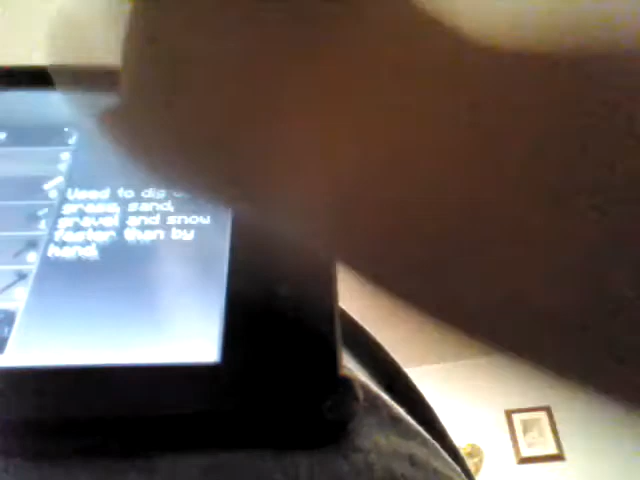 Used to dig
grass, sand,
gravel and snow
faster than by
hand.